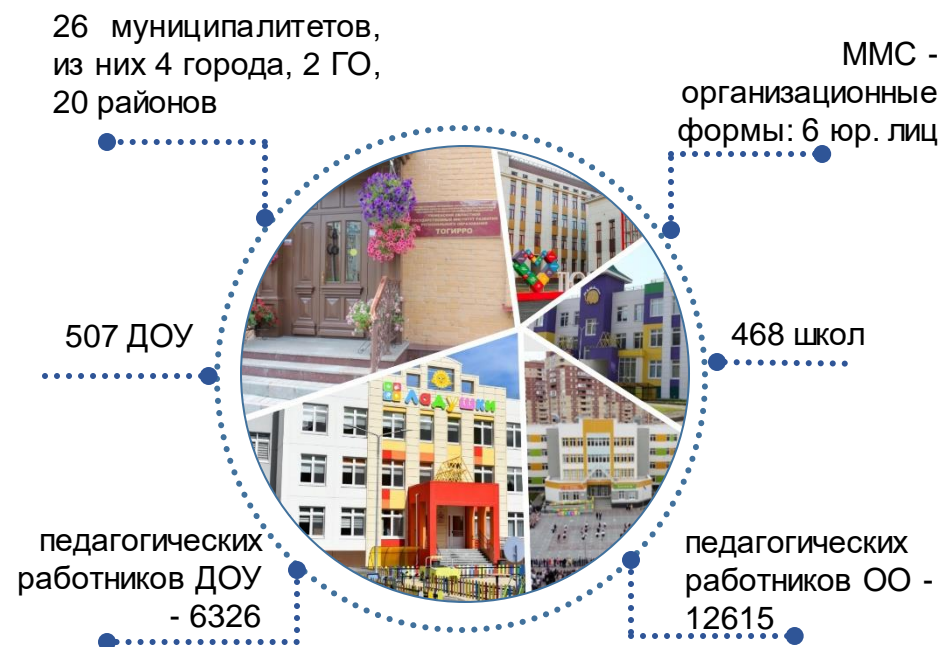 26 муниципалитетов,
из них 4 города, 2 ГО,
20 районов
ММС -
организационные
формы: 6 юр. лиц
507 ДОУ
468 школ
педагогических
работников ДОУ
- 6326
педагогических
работников ОО -
12615
ТОГИРРО
Ладушки